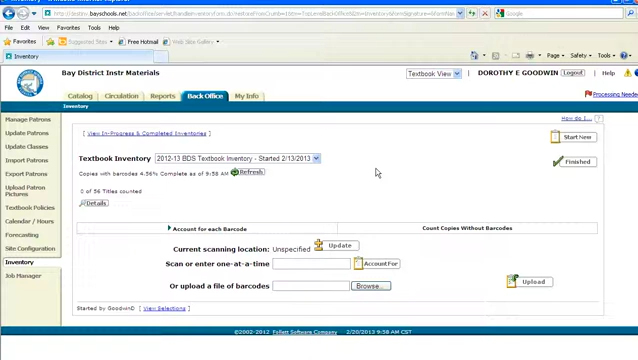 bayschools.net
Google
File Edit View Favorites Tools Help
Favorites Suggested Sites Free Hotmail Web Slice Gallery
Inventory Page Safety Tools
Bay District Instr Materials Textbook View DOROTHY E GOODWIN Logout
Catalog Circulation Reports Back Office My Info Help
Processing Neede
Inventory
How do I... ?
Manage Patrons
Update Patrons
Update Classes
Import Patrons
Export Patrons
Upload Patron
Pictures
Textbook Policies
Calendar / Hours
Forecasting
Site Configuration
Inventory
Job Manager
[ View In-Progress & Completed Inventories ]
Start New
Textbook Inventory 2012-13 BDS Textbook Inventory - Started 2/13/2013
Finished
Copies with barcodes 4.56% Complete as of 9:58 AM Refresh
0 of 56 Titles counted
Details
Account for each Barcode Count Copies Without Barcodes
Current scanning location: Unspecified Update
Scan or enter one-at-a-time Account For
Or upload a file of barcodes Browse... Upload
Started by GoodwinD [ View Selections ]
©2002-2012 Follett Software Company 2/20/2013 9:58 AM CST